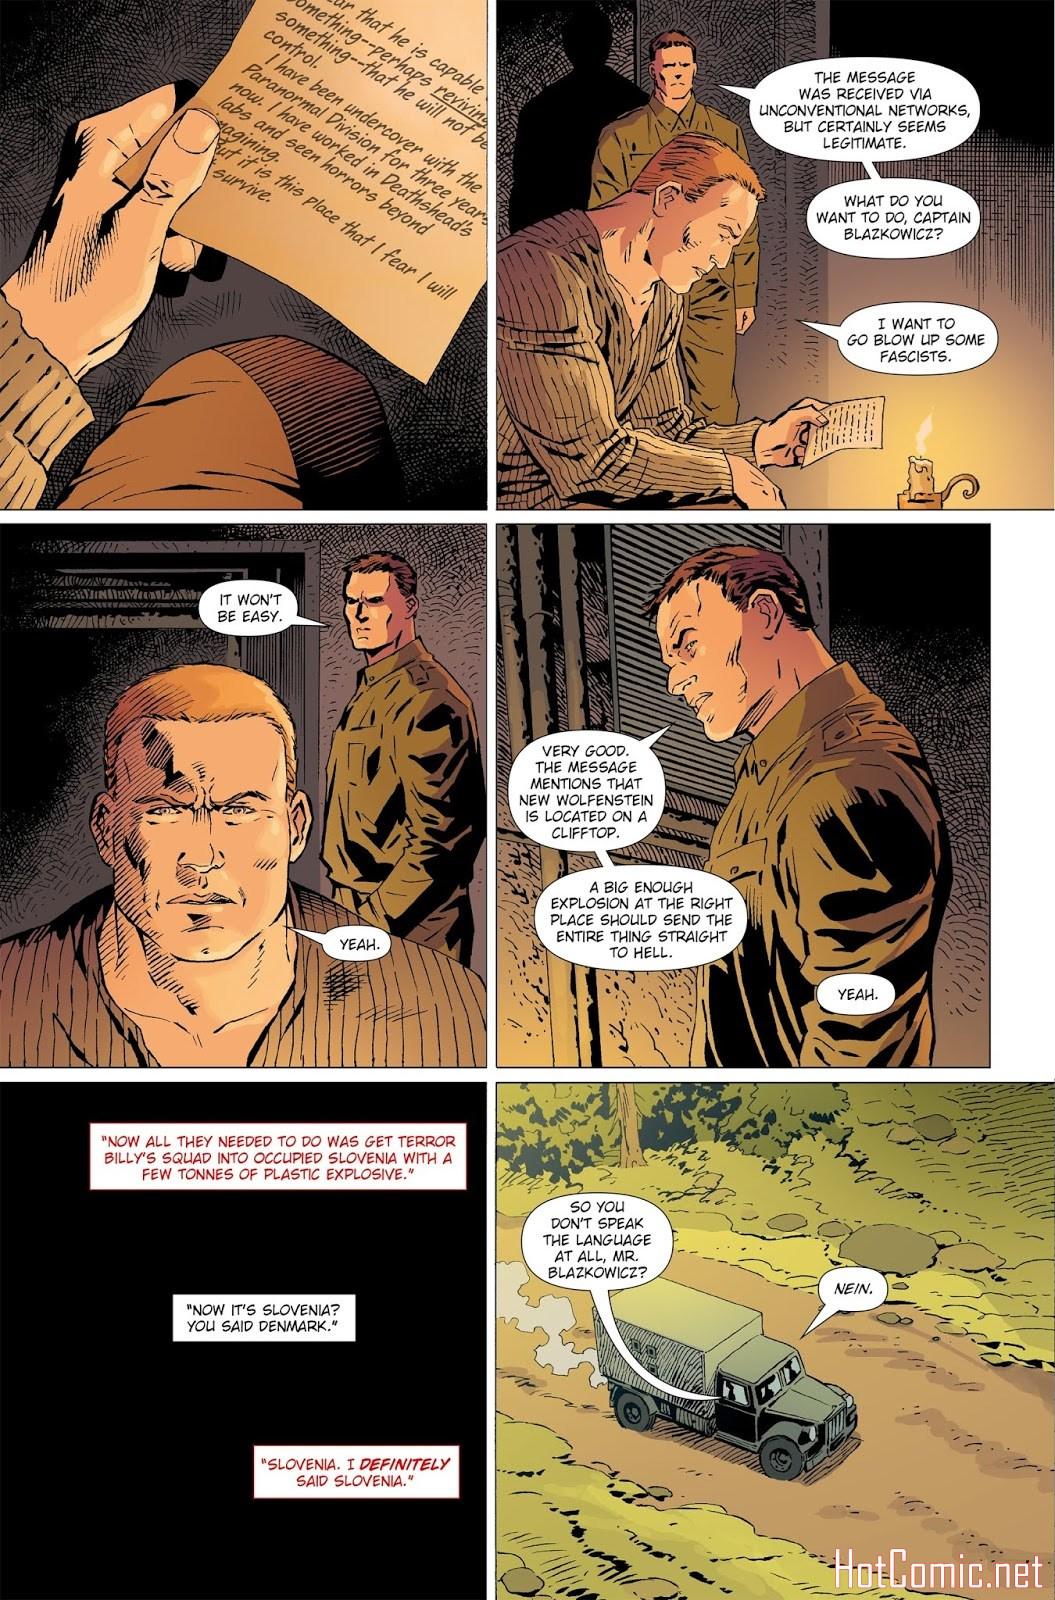 ear that he is capable
something--perhaps reviving
something--that he will not be
control.
I have been undercover with the
Paranormal Division for three years
now. I have worked in Deathshead's
labs and seen horrors beyond
magining.
ut it is this place that I fear I will
survive.
THE MESSAGE
WAS RECEIVED VIA
UNCONVENTIONAL NETWORKS,
BUT CERTAINLY SEEMS
LEGITIMATE.
WHAT DO YOU
WANT TO DO, CAPTAIN
BLAZKOWICZ?
I WANT TO
GO BLOW UP SOME
FASCISTS.
IT WON'T
BE EASY.
YEAH.
VERY GOOD.
THE MESSAGE
MENTIONS THAT
NEW WOLFENSTEIN
IS LOCATED ON A
CLIFFTOP.
A BIG ENOUGH
EXPLOSION AT THE RIGHT
PLACE SHOULD SEND THE
ENTIRE THING STRAIGHT
TO HELL.
YEAH.
"NOW ALL THEY NEEDED TO DO WAS GET TERROR
BILLY'S SQUAD INTO OCCUPIED SLOVENIA WITH A
FEW TONNES OF PLASTIC EXPLOSIVE."
"NOW IT'S SLOVENIA?
YOU SAID DENMARK."
"SLOVENIA. I DEFINITELY
SAID SLOVENIA."
SO YOU
DON'T SPEAK
THE LANGUAGE
AT ALL, MR.
BLAZKOWICZ?
NEIN.
HotComic.net